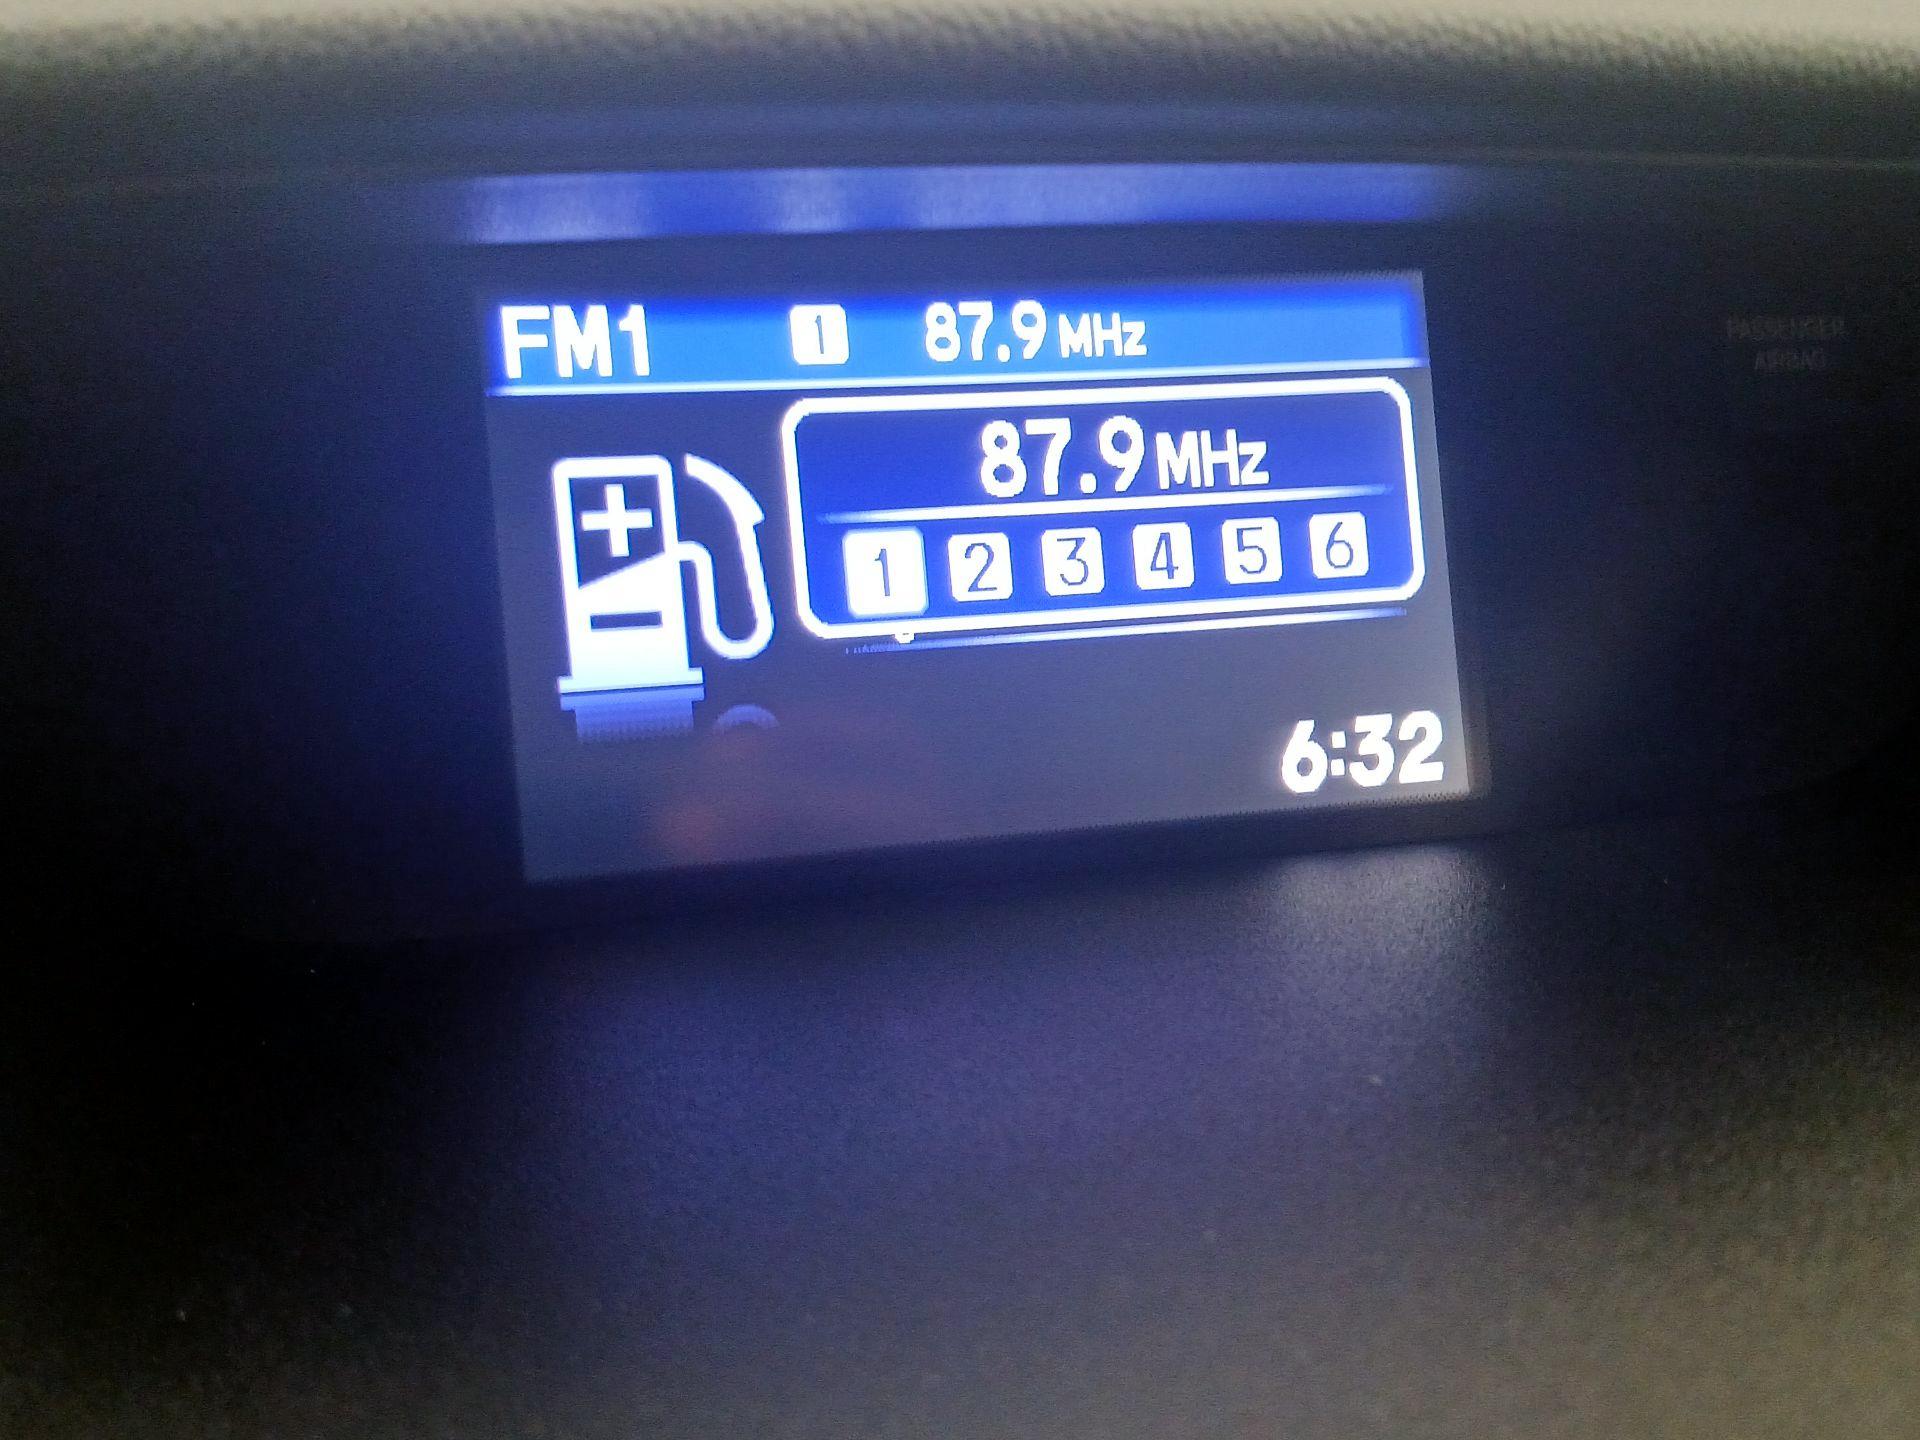 FM1 1 87.9 MHz
87.9 MHz
1 2 3 4 5 6
6:32
PASSENGER
AIRBAG